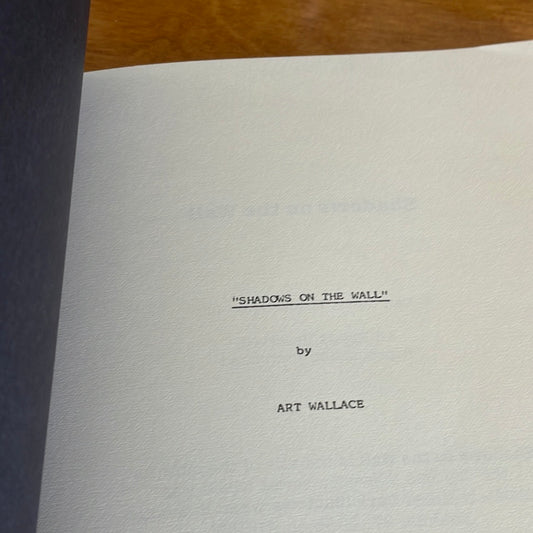 "SHADOWS ON THE WALL"
by
ART WALLACE